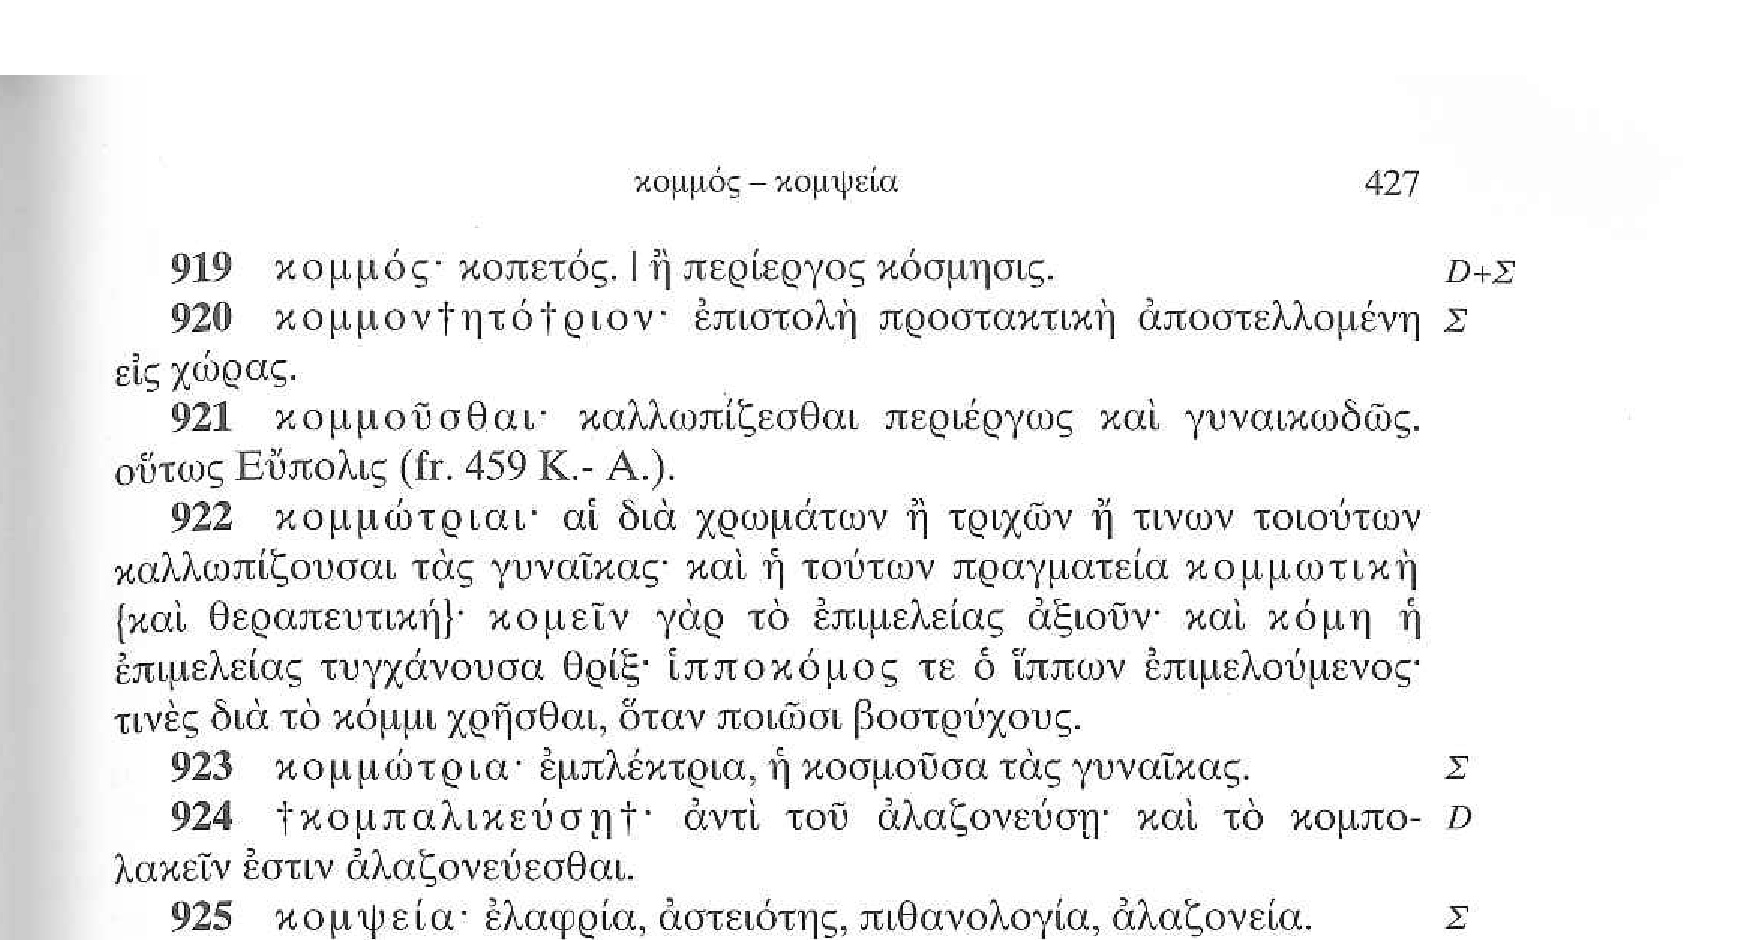 κομμός – κομψεία 427
919 κομμός· κοπετός. | ἢ περίεργος κόσμησις. D+Σ
920 κομμον†ητό†ριον· ἐπιστολὴ προστακτικὴ ἀποστελλομένη Σ
εἰς χώρας.
921 κομμοῦσθαι· καλλωπίζεσθαι περιέργως καὶ γυναικωδῶς.
οὕτως Εὔπολις (fr. 459 K.- A.).
922 κομμώτριαι· αἱ διὰ χρωμάτων ἢ τριχῶν ἤ τινων τοιούτων
καλλωπίζουσαι τὰς γυναῖκας· καὶ ἡ τούτων πραγματεία κομμωτικὴ
{καὶ θεραπευτική}· κομεῖν γὰρ τὸ ἐπιμελείας ἀξιοῦν· καὶ κόμη ἡ
ἐπιμελείας τυγχάνουσα θρίξ· ἱπποκόμος τε ὁ ἵππων ἐπιμελούμενος·
τινὲς διὰ τὸ κόμμι χρῆσθαι, ὅταν ποιῶσι βοστρύχους.
923 κομμώτρια· ἐμπλέκτρια, ἡ κοσμοῦσα τὰς γυναῖκας. Σ
924 †κομπαλικεύσῃ†· ἀντὶ τοῦ ἀλαζονεύσῃ· καὶ τὸ κομπο- D
λακεῖν ἐστιν ἀλαζονεύεσθαι.
925 κομψεία· ἐλαφρία, ἀστειότης, πιθανολογία, ἀλαζονεία. Σ